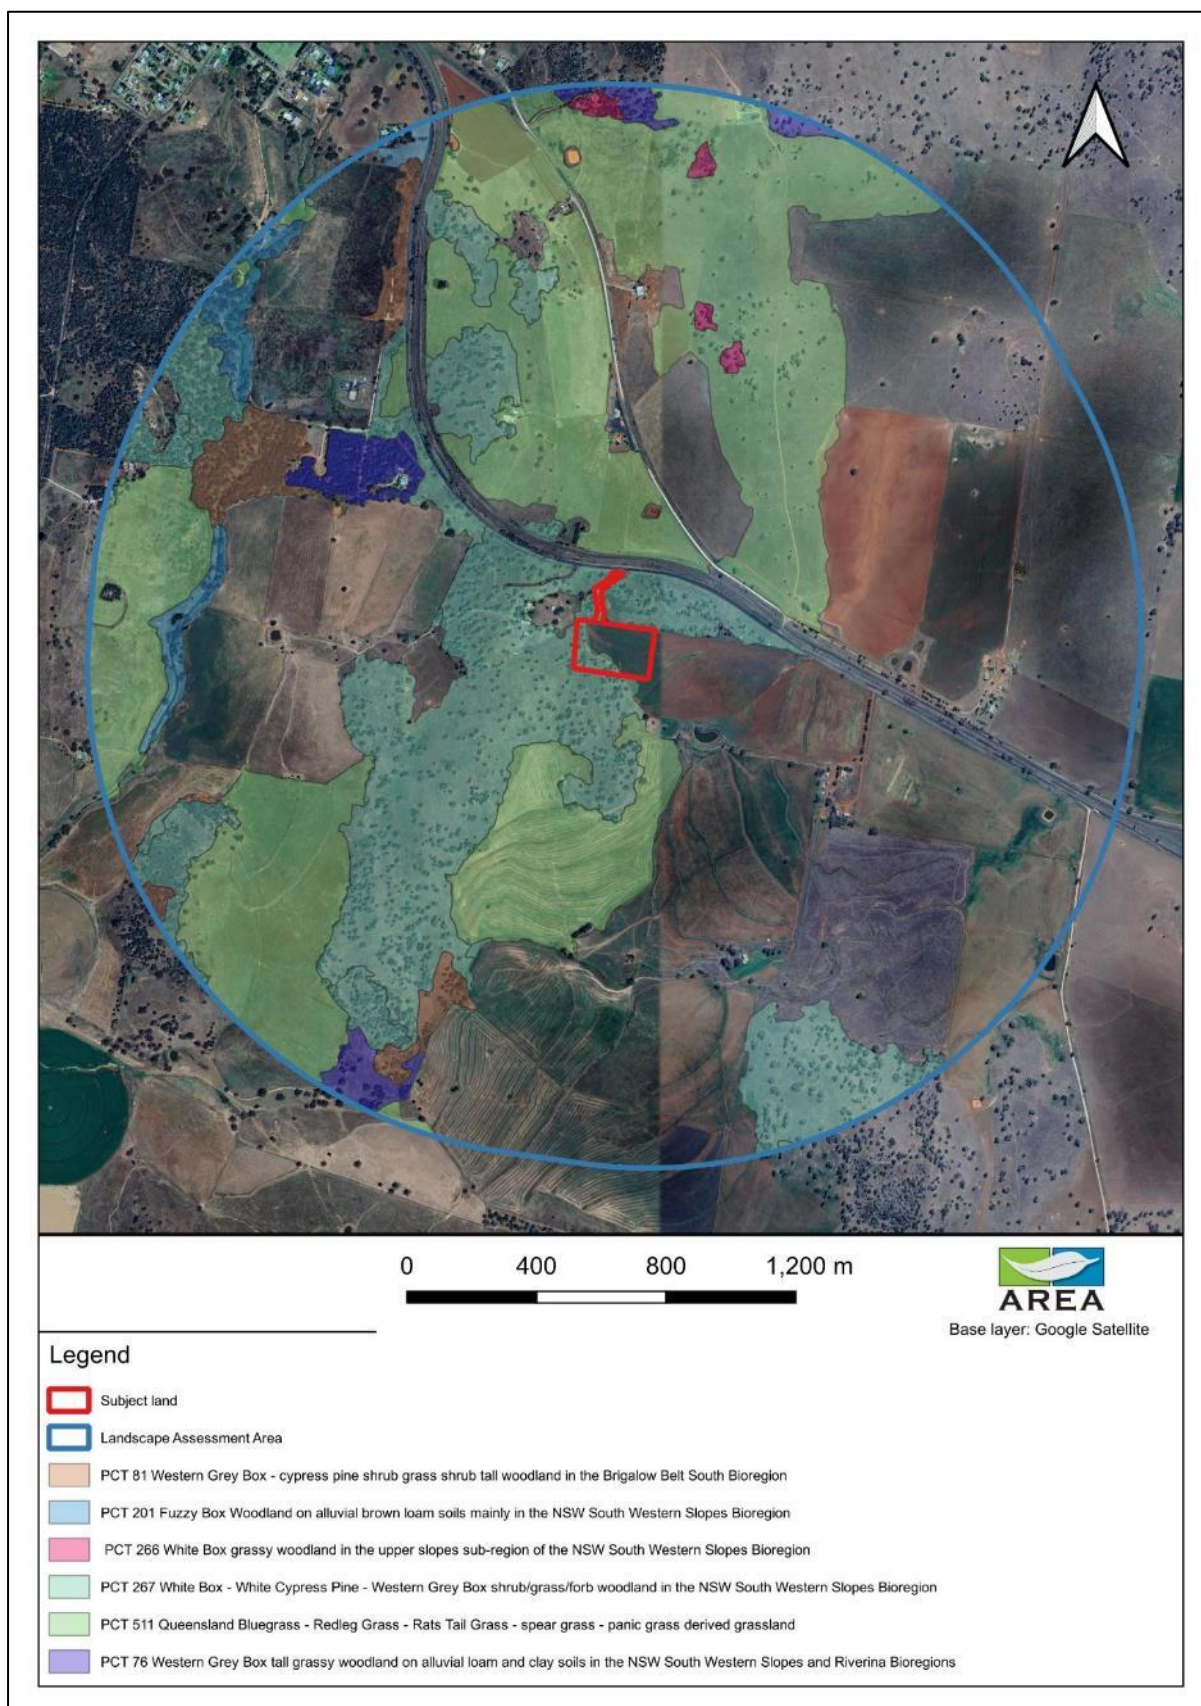 0 400 800 1,200 m
AREA
Base layer: Google Satellite
Legend
Subject land
Landscape Assessment Area
PCT 81 Western Grey Box - cypress pine shrub grass shrub tall woodland in the Brigalow Belt South Bioregion
PCT 201 Fuzzy Box Woodland on alluvial brown loam soils mainly in the NSW South Western Slopes Bioregion
PCT 266 White Box grassy woodland in the upper slopes sub-region of the NSW South Western Slopes Bioregion
PCT 267 White Box - White Cypress Pine - Western Grey Box shrub/grass/forb woodland in the NSW South Western Slopes Bioregion
PCT 511 Queensland Bluegrass - Redleg Grass - Rats Tail Grass - spear grass - panic grass derived grassland
PCT 76 Western Grey Box tall grassy woodland on alluvial loam and clay soils in the NSW South Western Slopes and Riverina Bioregions